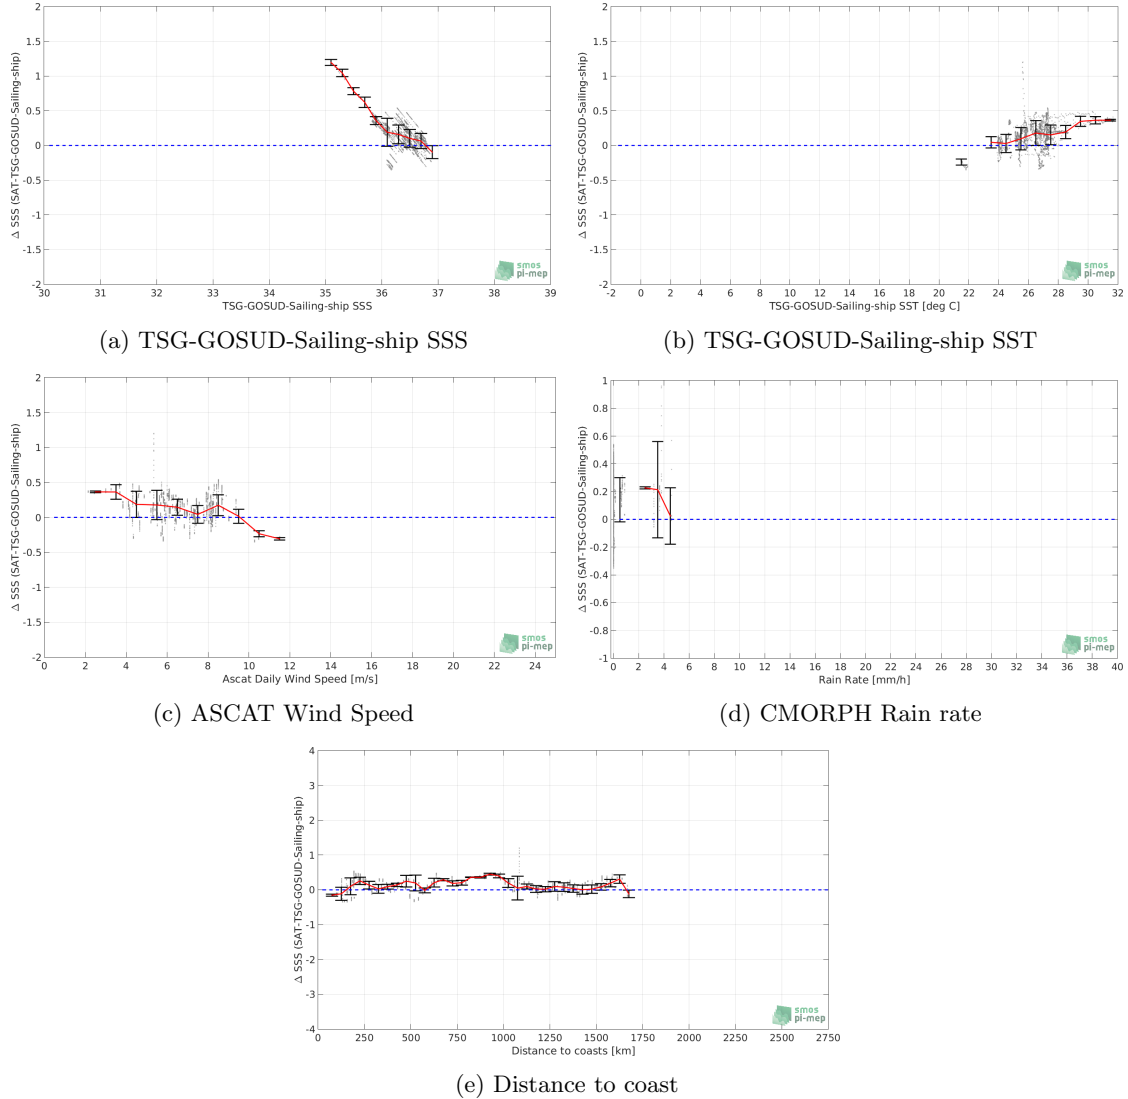 2
1.5
1
0.5
0
-0.5
-1
-1.5
-2
Δ SSS (SAT-TSG-GOSUD-Sailing-ship)
30 31 32 33 34 35 36 37 38 39
TSG-GOSUD-Sailing-ship SSS
smos
pi-mep
(a) TSG-GOSUD-Sailing-ship SSS
2
1.5
1
0.5
0
-0.5
-1
-1.5
-2
Δ SSS (SAT-TSG-GOSUD-Sailing-ship)
-2 0 2 4 6 8 10 12 14 16 18 20 22 24 26 28 30 32
TSG-GOSUD-Sailing-ship SST [deg C]
smos
pi-mep
(b) TSG-GOSUD-Sailing-ship SST
2
1.5
1
0.5
0
-0.5
-1
-1.5
-2
Δ SSS (SAT-TSG-GOSUD-Sailing-ship)
0 2 4 6 8 10 12 14 16 18 20 22 24
Ascat Daily Wind Speed [m/s]
smos
pi-mep
(c) ASCAT Wind Speed
1
0.8
0.6
0.4
0.2
0
-0.2
-0.4
-0.6
-0.8
-1
Δ SSS (SAT-TSG-GOSUD-Sailing-ship)
0 2 4 6 8 10 12 14 16 18 20 22 24 26 28 30 32 34 36 38 40
Rain Rate [mm/h]
smos
pi-mep
(d) CMORPH Rain rate
4
3
2
1
0
-1
-2
-3
-4
Δ SSS (SAT-TSG-GOSUD-Sailing-ship)
0 250 500 750 1000 1250 1500 1750 2000 2250 2500 2750
Distance to coasts [km]
smos
pi-mep
(e) Distance to coast